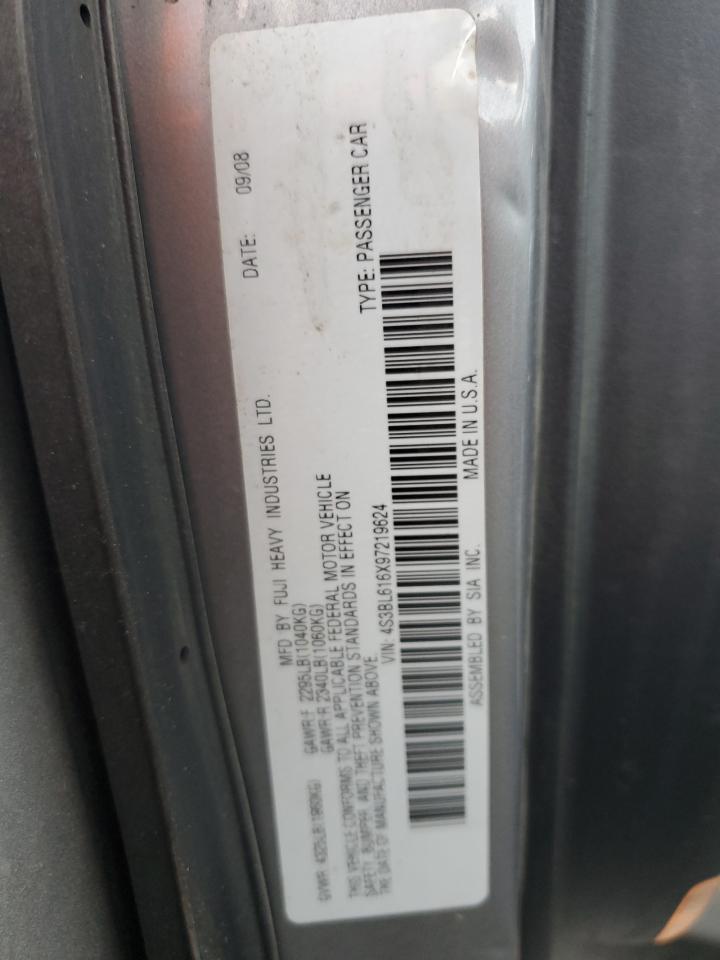 MFD BY FUJI HEAVY INDUSTRIES LTD. DATE: 09/08
GVWR GAWR F 2295LB(1040KG)
GAWR R 2340LB(1060KG)
THIS VEHICLE CONFORMS TO ALL APPLICABLE FEDERAL MOTOR VEHICLE
SAFETY, BUMPER, AND THEFT PREVENTION STANDARDS IN EFFECT ON
THE DATE OF MANUFACTURE SHOWN ABOVE.
VIN: 4S3BL616X97219624 TYPE: PASSENGER CAR
ASSEMBLED BY SIA INC. MADE IN U.S.A.